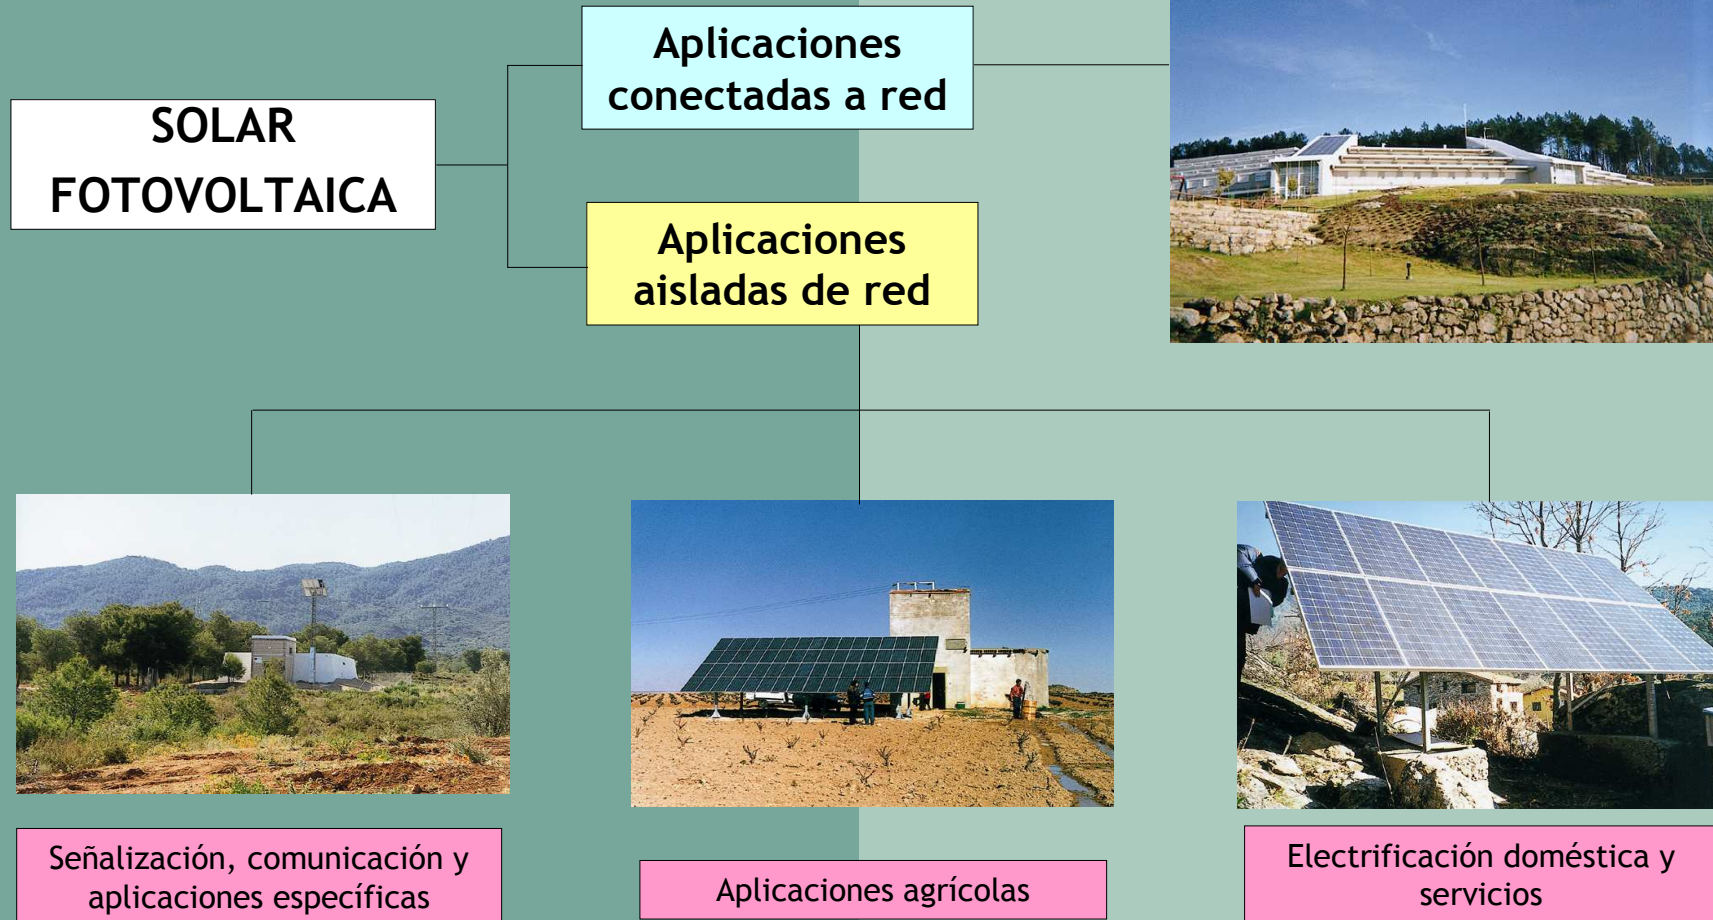 Aplicaciones
conectadas a red
SOLAR
FOTOVOLTAICA
Aplicaciones
aisladas de red
Señalización, comunicación y
aplicaciones específicas
Aplicaciones agrícolas
Electrificación doméstica y
servicios